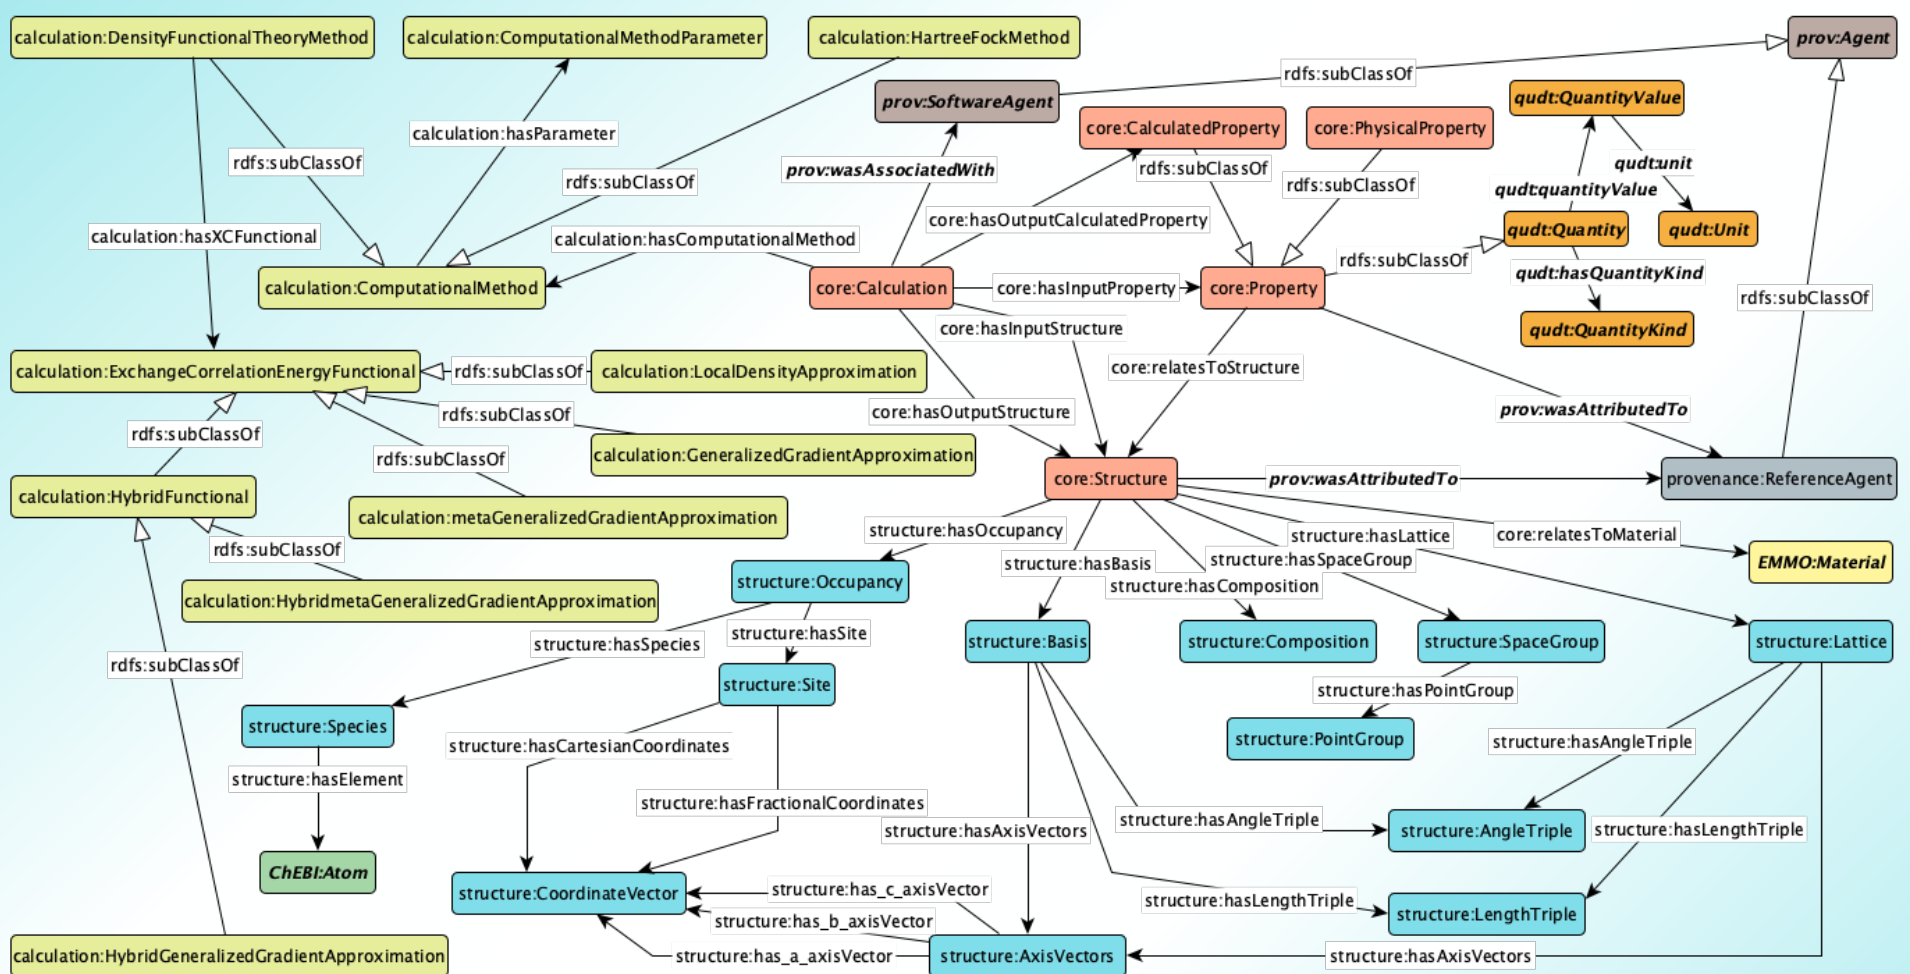 calculation:DensityFunctionalTheoryMethod
calculation:ComputationalMethodParameter
calculation:HartreeFockMethod
prov:Agent
rdfs:subClassOf
prov:SoftwareAgent
qudt:QuantityValue
calculation:hasParameter
core:CalculatedProperty
core:PhysicalProperty
rdfs:subClassOf
prov:wasAssociatedWith
rdfs:subClassOf
qudt:unit
rdfs:subClassOf
rdfs:subClassOf
qudt:quantityValue
core:hasOutputCalculatedProperty
calculation:hasXCFunctional
calculation:hasComputationalMethod
qudt:Quantity
qudt:Unit
rdfs:subClassOf
qudt:hasQuantityKind
calculation:ComputationalMethod
core:Calculation
core:hasInputProperty
core:Property
rdfs:subClassOf
core:hasInputStructure
qudt:QuantityKind
calculation:ExchangeCorrelationEnergyFunctional
rdfs:subClassOf
calculation:LocalDensityApproximation
core:relatesToStructure
rdfs:subClassOf
core:hasOutputStructure
prov:wasAttributedTo
rdfs:subClassOf
rdfs:subClassOf
calculation:GeneralizedGradientApproximation
core:Structure
prov:wasAttributedTo
provenance:ReferenceAgent
calculation:HybridFunctional
calculation:metaGeneralizedGradientApproximation
structure:hasOccupancy
structure:hasLattice
core:relatesToMaterial
rdfs:subClassOf
structure:hasBasis
structure:hasSpaceGroup
EMMO:Material
structure:Occupancy
structure:hasComposition
calculation:HybridmetaGeneralizedGradientApproximation
structure:hasSpecies
structure:hasSite
structure:Basis
structure:Composition
structure:SpaceGroup
structure:Lattice
rdfs:subClassOf
structure:Site
structure:hasPointGroup
structure:Species
structure:hasCartesianCoordinates
structure:PointGroup
structure:hasAngleTriple
structure:hasElement
structure:hasFractionalCoordinates
structure:hasAxisVectors
structure:hasAngleTriple
structure:AngleTriple
structure:hasLengthTriple
ChEBI:Atom
structure:CoordinateVector
structure:has_c_axisVector
structure:hasLengthTriple
structure:LengthTriple
structure:has_b_axisVector
calculation:HybridGeneralizedGradientApproximation
structure:has_a_axisVector
structure:AxisVectors
structure:hasAxisVectors